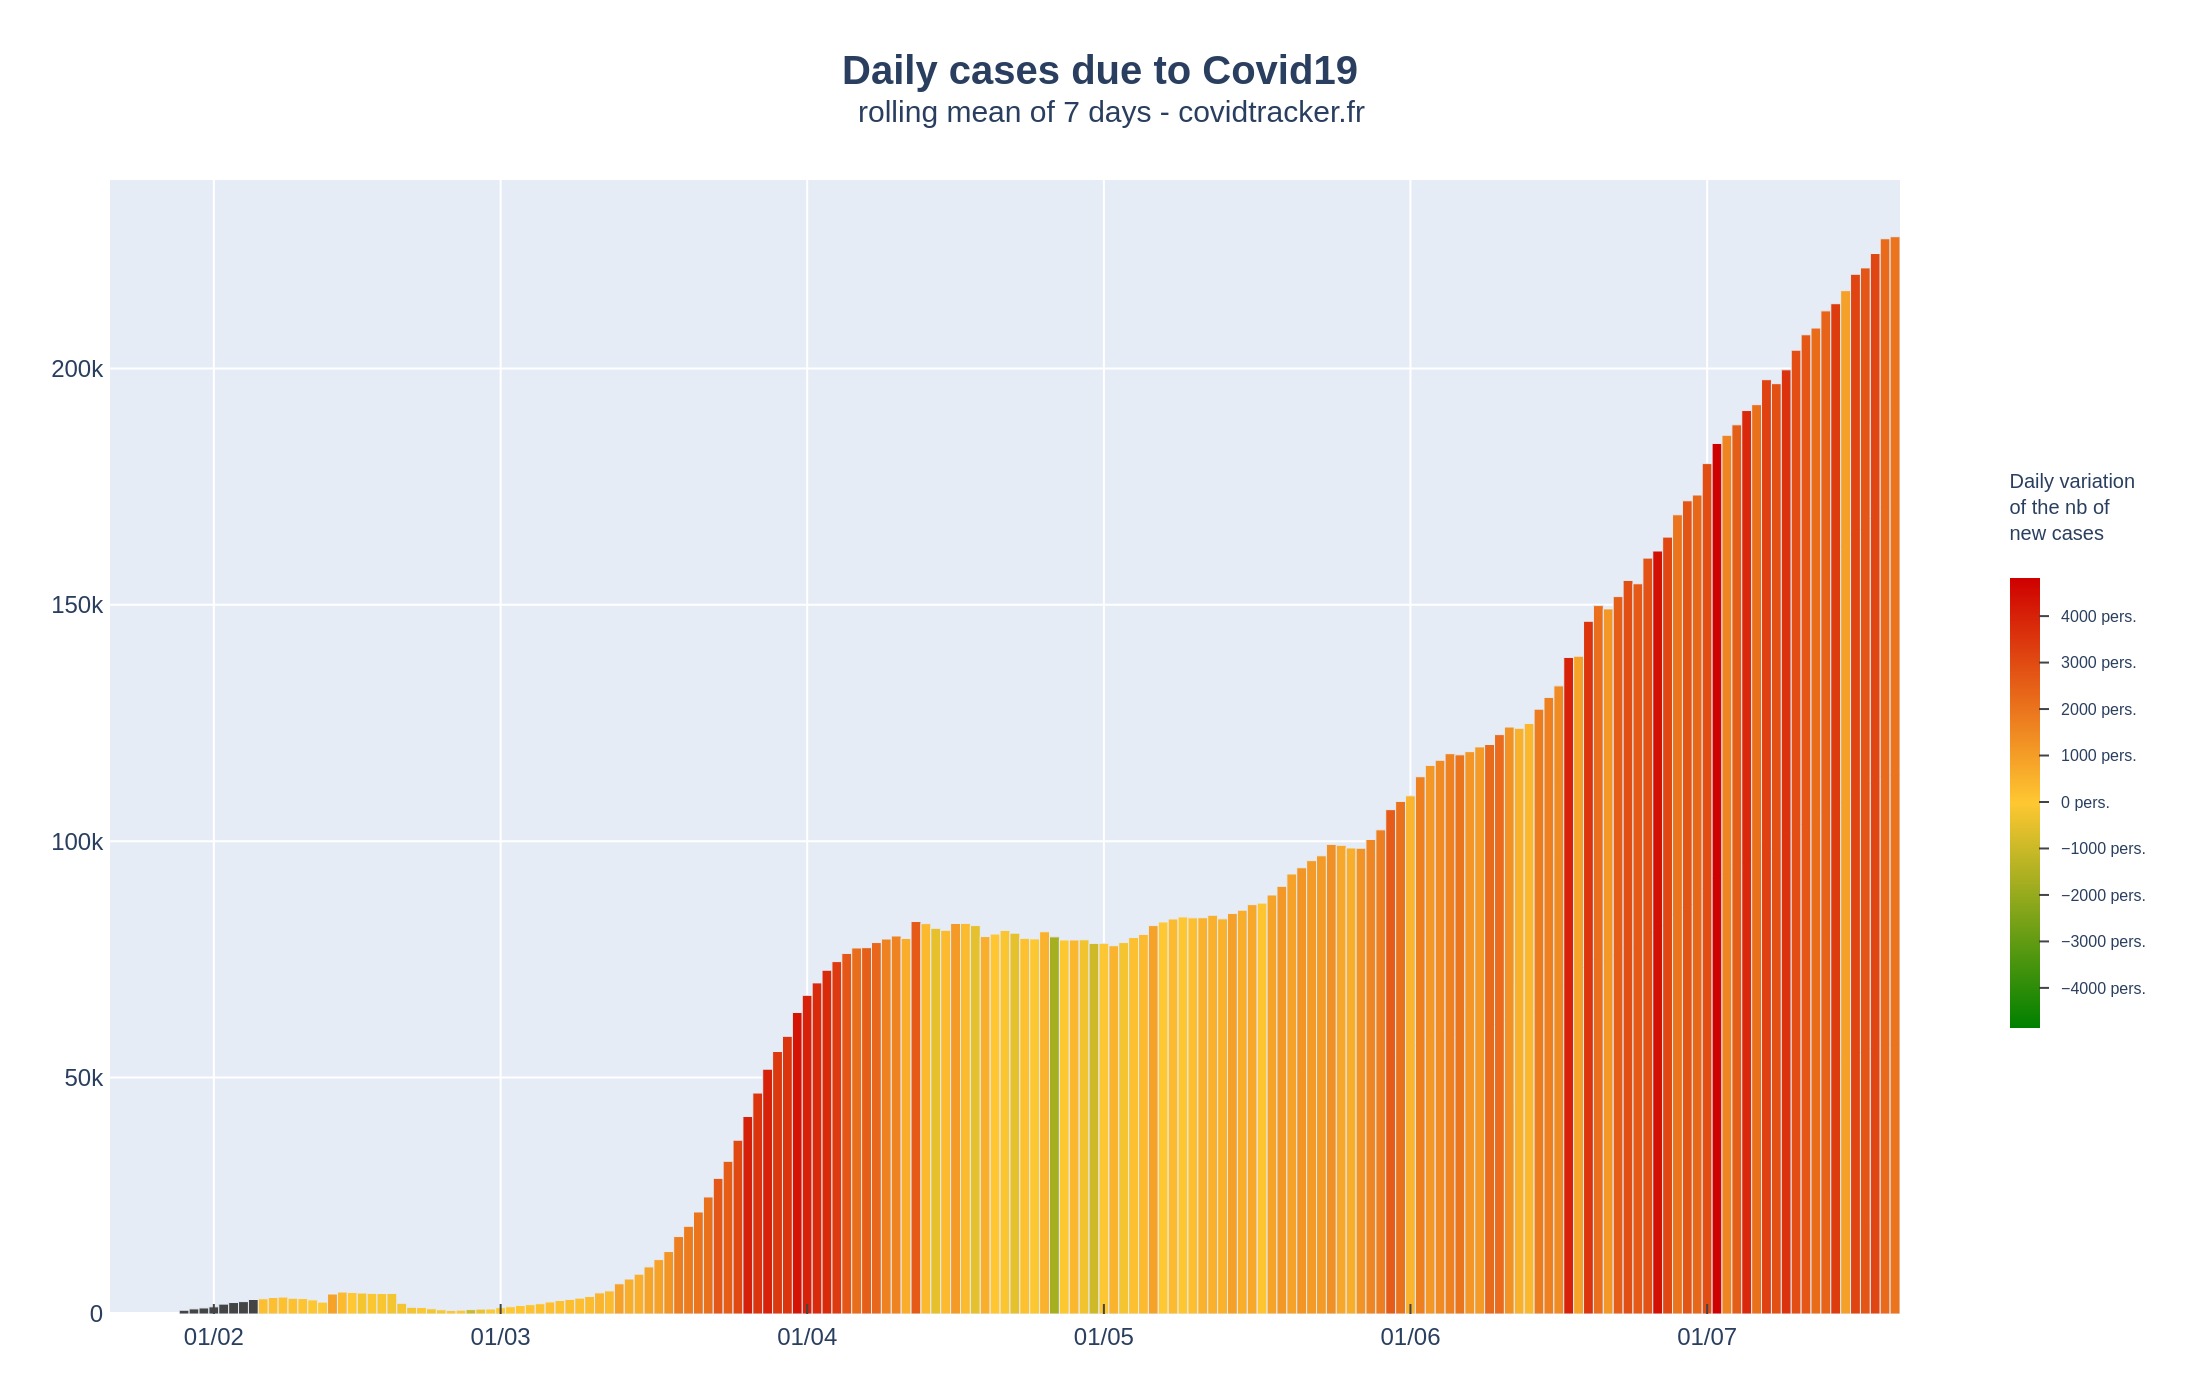 Daily cases due to Covid19
rolling mean of 7 days - covidtracker.fr
200k
150k
100k
50k
0
01/02
01/03
01/04
01/05
01/06
01/07
Daily variation
of the nb of
new cases
4000 pers.
3000 pers.
2000 pers.
1000 pers.
0 pers.
−1000 pers.
−2000 pers.
−3000 pers.
−4000 pers.